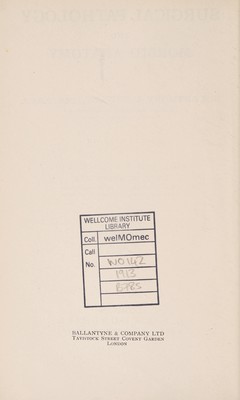 WELLCOME INSTITUTE
LIBRARY
Coll. welMOmec
Call
No. WO142
1913
B78s
BALLANTYNE & COMPANY LTD
TAVISTOCK STREET COVENT GARDEN
LONDON